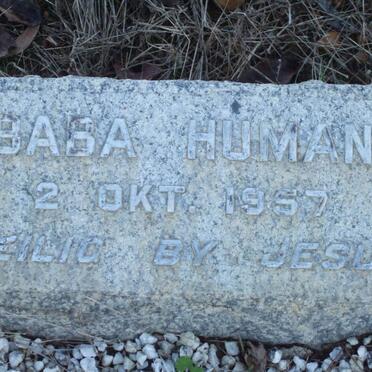 BABA HUMAN
2 OKT. 1957
EILIG BY JESU